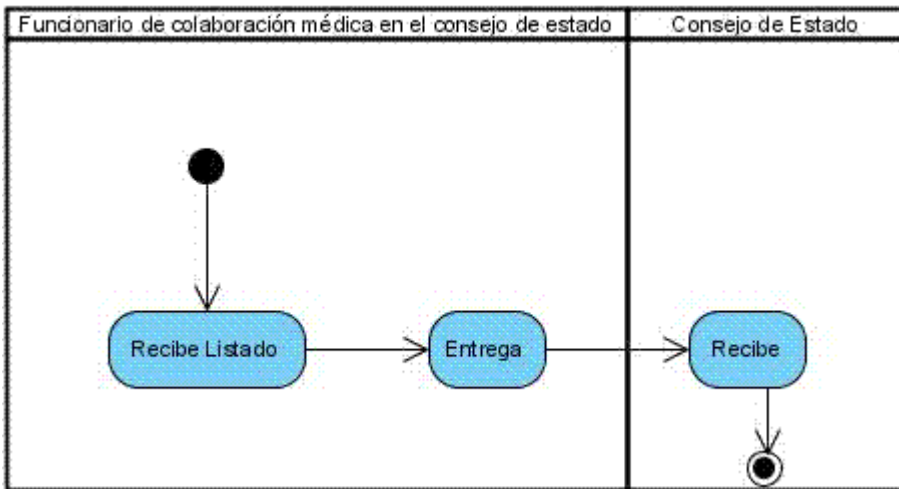 Funcionario de colaboración médica en el consejo de estado
Consejo de Estado
Recibe Listado
Entrega
Recibe